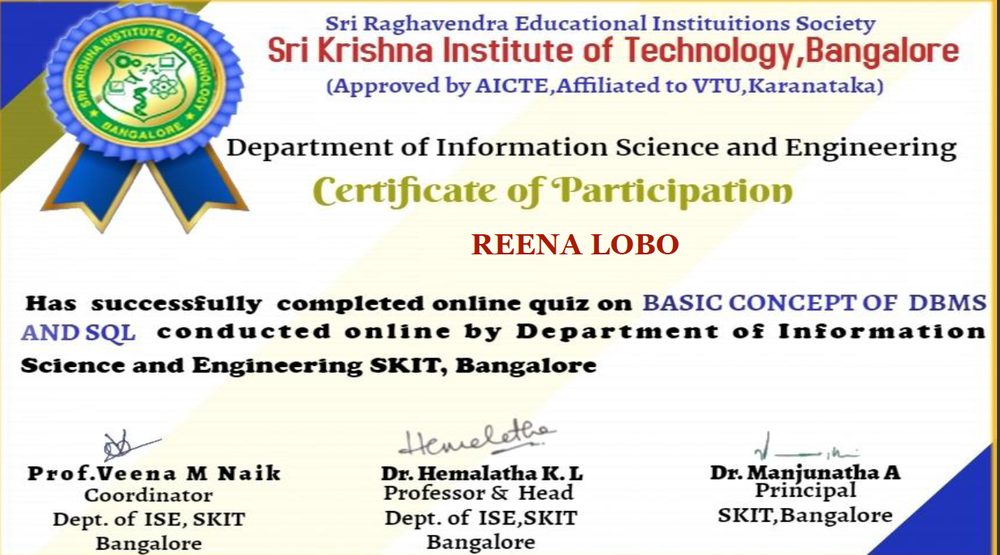 Sri Raghavendra Educational Instituitions Society
Sri Krishna Institute of Technology,Bangalore
(Approved by AICTE,Affiliated to VTU,Karanataka)
SRI KRISHNA INSTITUTE OF TECHNOLOGY
BANGALORE
Department of Information Science and Engineering
Certificate of Participation
REENA LOBO
Has successfully completed online quiz on BASIC CONCEPT OF DBMS
AND SQL conducted online by Department of Information
Science and Engineering SKIT, Bangalore
Hemaletha
Prof.Veena M Naik
Coordinator
Dept. of ISE, SKIT
Bangalore
Dr. Hemalatha K. L
Professor & Head
Dept. of ISE,SKIT
Bangalore
Dr. Manjunatha A
Principal
SKIT,Bangalore